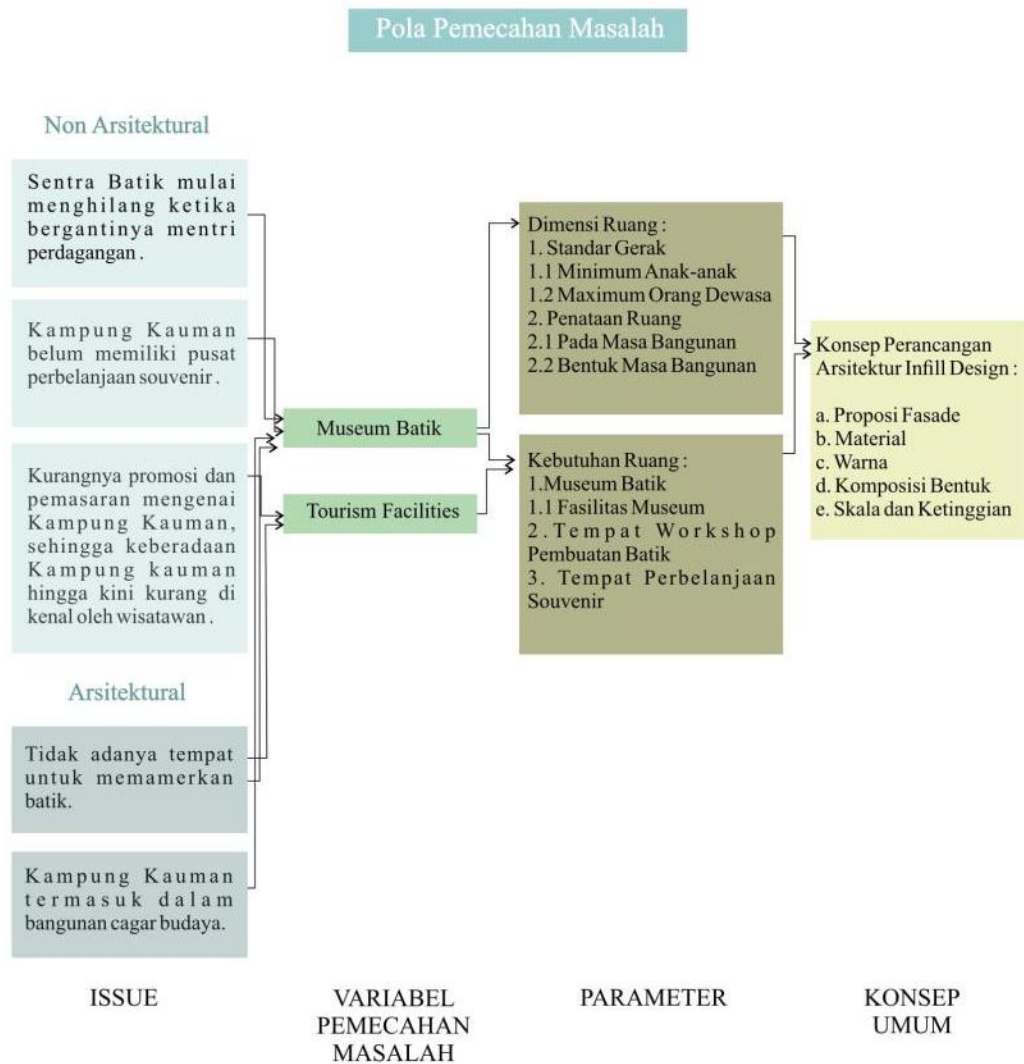 Pola Pemecahan Masalah
Non Arsitektural
Sentra Batik mulai
menghilang ketika
bergantinya mentri
perdagangan .
Kampung Kauman
belum memiliki pusat
perbelanjaan souvenir .
Kurangnya promosi dan
pemasaran mengenai
Kampung Kauman,
sehingga keberadaan
Kampung kauman
hingga kini kurang di
kenal oleh wisatawan .
Arsitektural
Tidak adanya tempat
untuk memamerkan
batik.
Kampung Kauman
termasuk dalam
bangunan cagar budaya.
Museum Batik
Tourism Facilities
Dimensi Ruang :
1. Standar Gerak
1.1 Minimum Anak-anak
1.2 Maximum Orang Dewasa
2. Penataan Ruang
2.1 Pada Masa Bangunan
2.2 Bentuk Masa Bangunan
Kebutuhan Ruang :
1.Museum Batik
1.1 Fasilitas Museum
2 . Tempat Workshop
Pembuatan Batik
3. Tempat Perbelanjaan
Souvenir
Konsep Perancangan
Arsitektur Infill Design :
a. Proposi Fasade
b. Material
c. Warna
d. Komposisi Bentuk
e. Skala dan Ketinggian
ISSUE
VARIABEL
PEMECAHAN
MASALAH
PARAMETER
KONSEP
UMUM